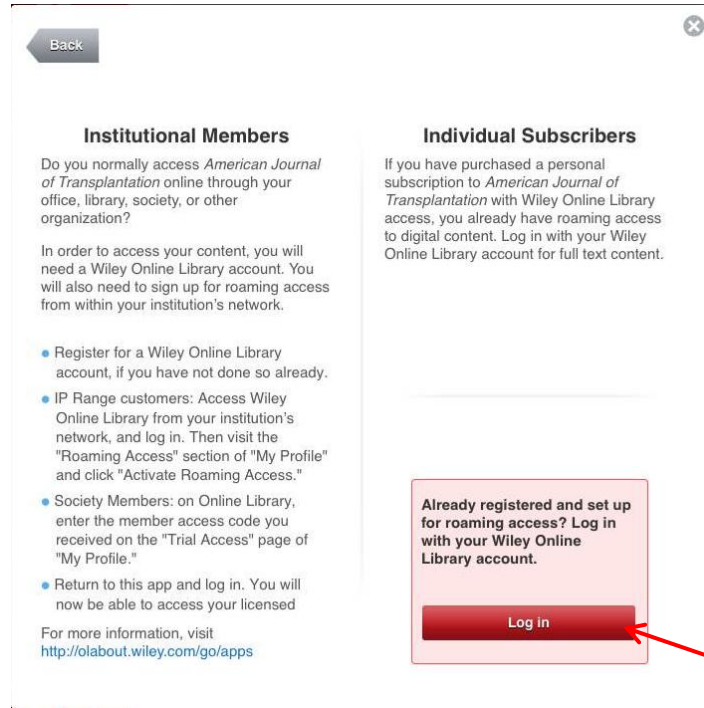 Back
Institutional Members
Do you normally access American Journal
of Transplantation online through your
office, library, society, or other
organization?
In order to access your content, you will
need a Wiley Online Library account. You
will also need to sign up for roaming access
from within your institution's network.
Register for a Wiley Online Library
account, if you have not done so already.
IP Range customers: Access Wiley
Online Library from your institution's
network, and log in. Then visit the
"Roaming Access" section of "My Profile"
and click "Activate Roaming Access."
Society Members: on Online Library,
enter the member access code you
received on the "Trial Access" page of
"My Profile."
Return to this app and log in. You will
now be able to access your licensed
For more information, visit
http://olabout.wiley.com/go/apps
Individual Subscribers
If you have purchased a personal
subscription to American Journal of
Transplantation with Wiley Online Library
access, you already have roaming access
to digital content. Log in with your Wiley
Online Library account for full text content.
Already registered and set up
for roaming access? Log in
with your Wiley Online
Library account.
Log in